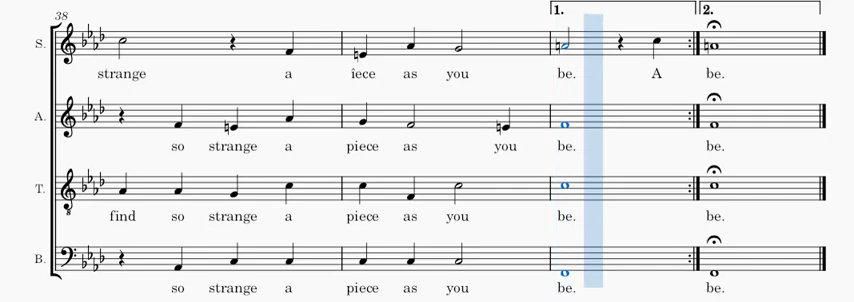 38
1. 2.
S.
strange a iece as you be. A be.
A.
so strange a piece as you be. be.
T.
find so strange a piece as you be. be.
B.
so strange a piece as you be. be.